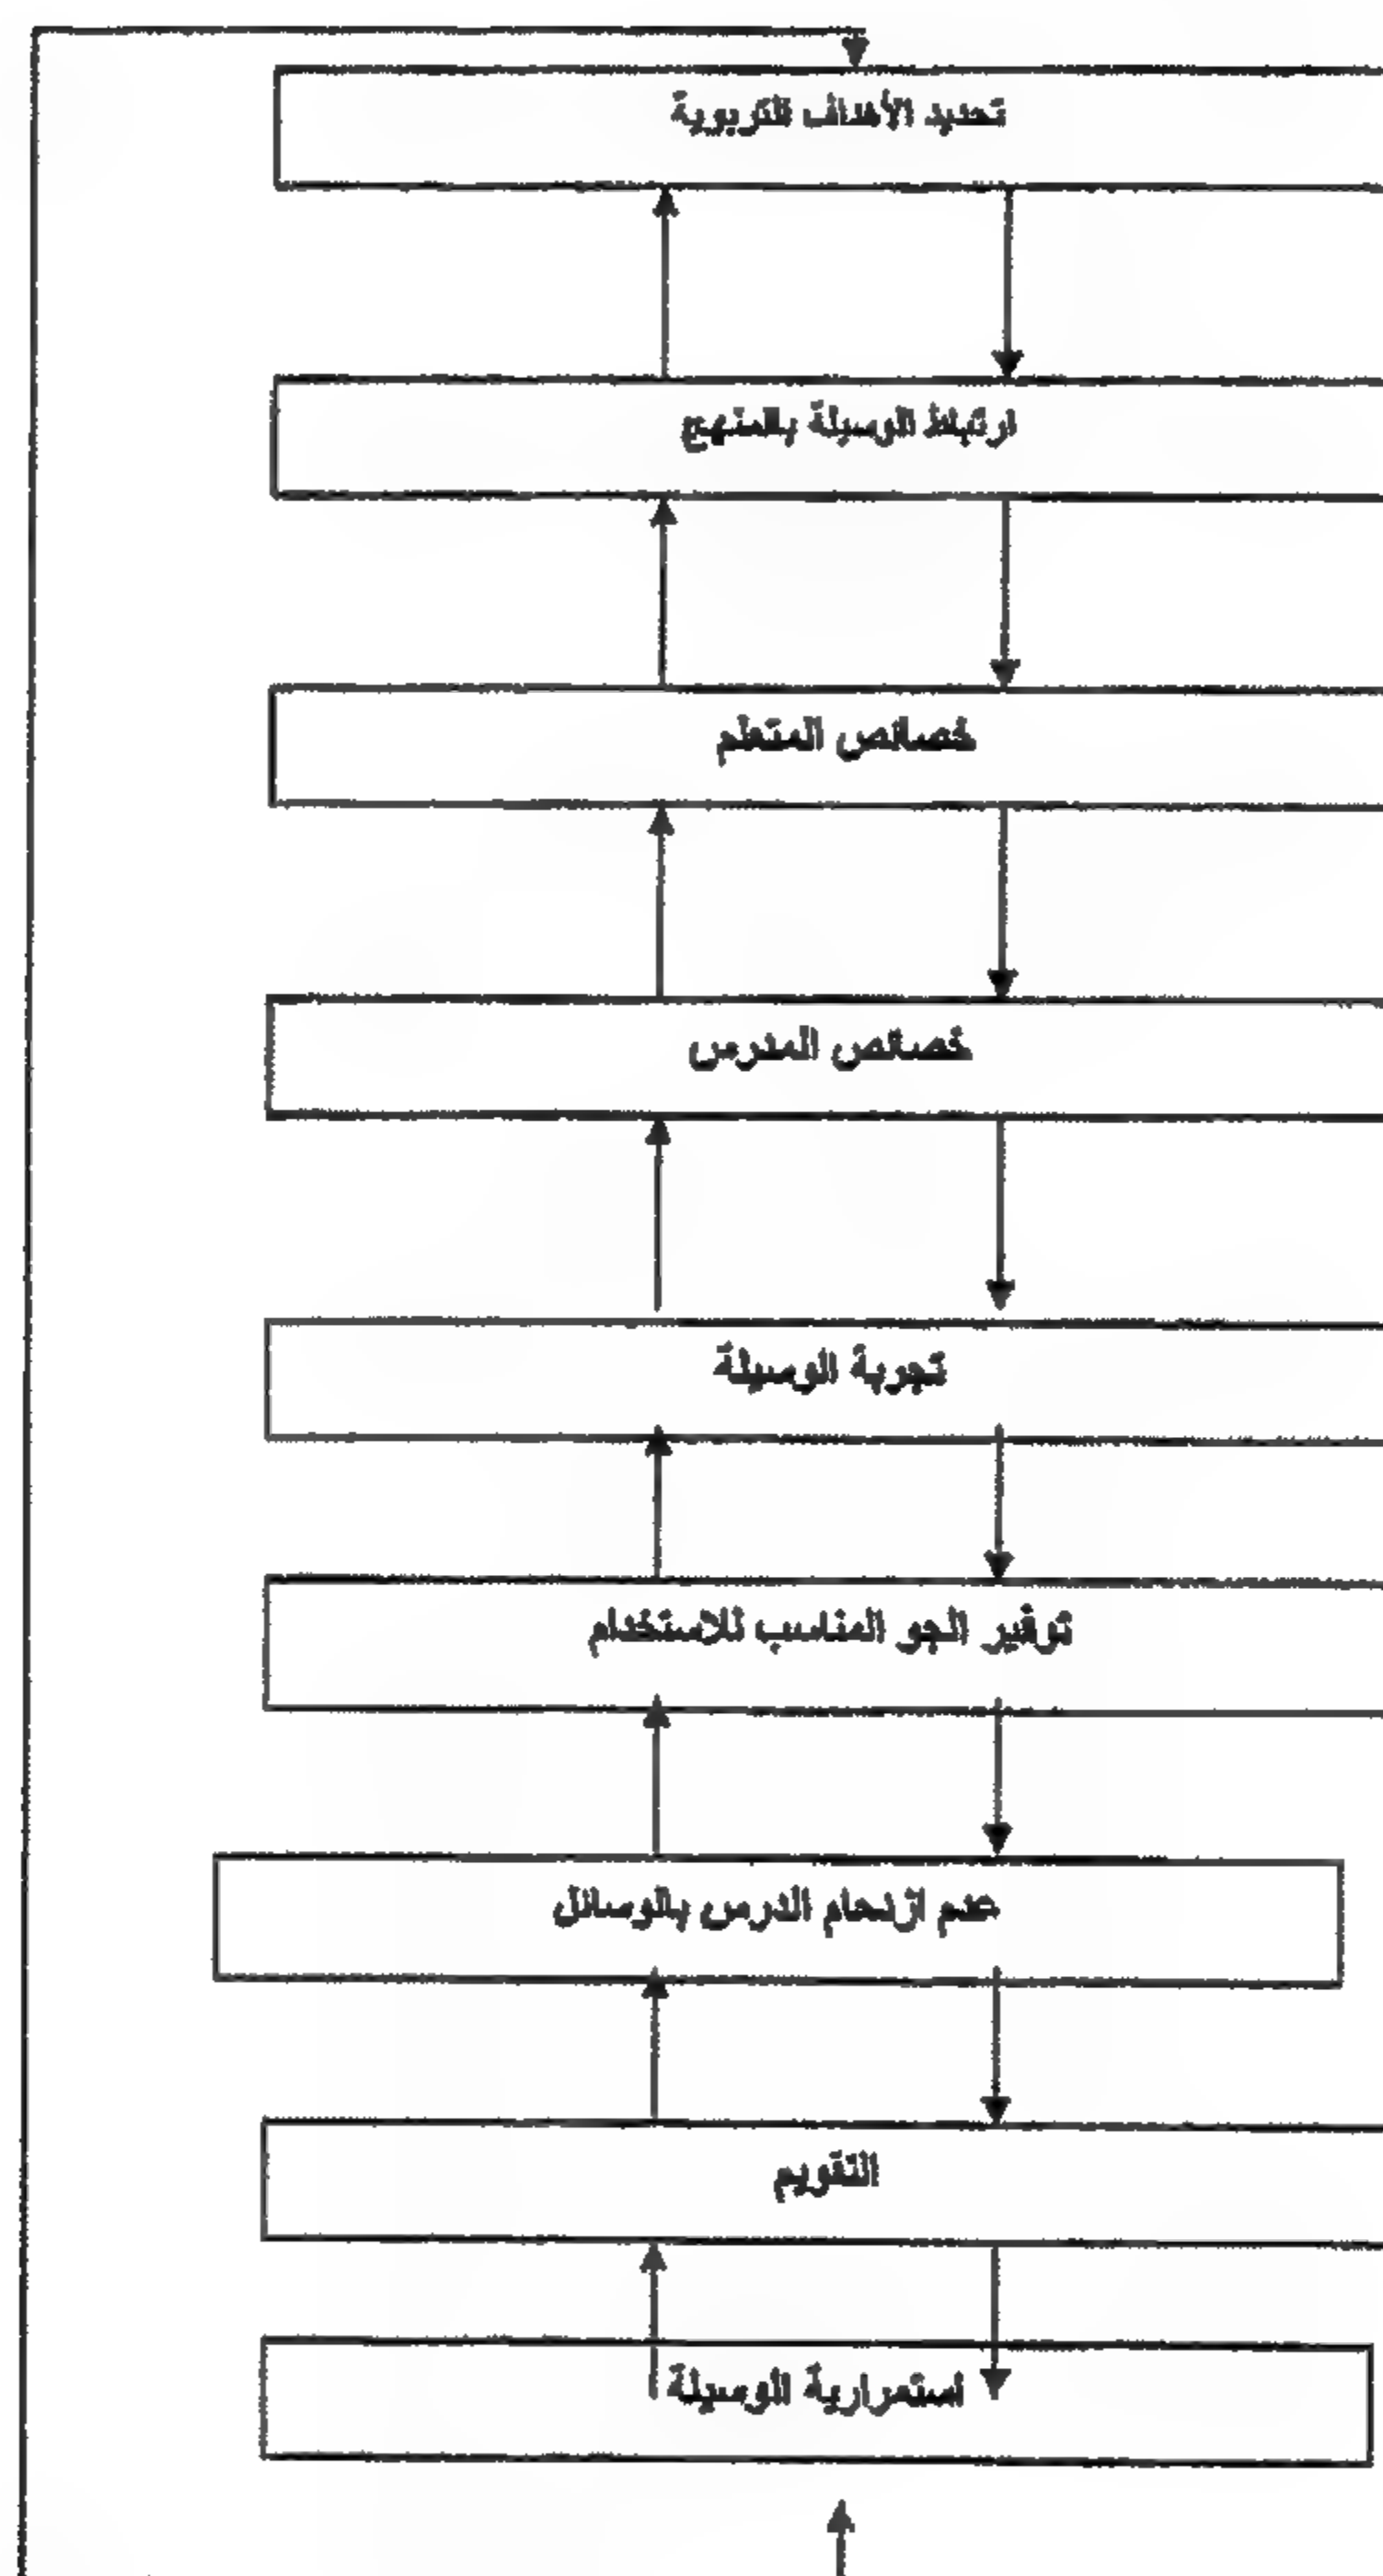 تحديد الأهداف التربوية
ارتباط الوسيلة بالمنهج
خصائص المتعلم
خصائص المدرس
تجربة الوسيلة
توفير الجو المناسب للاستخدام
عدم ازدحام الدرس بالوسائل
التقويم
استمرارية الوسيلة